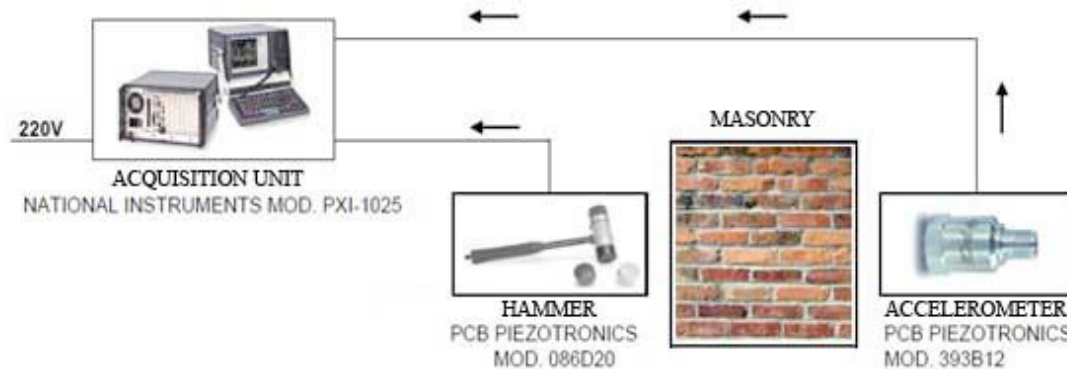 220V
ACQUISITION UNIT
NATIONAL INSTRUMENTS MOD. PXI-1025
MASONRY
HAMMER
PCB PIEZOTRONICS
MOD. 086D20
ACCELEROMETER
PCB PIEZOTRONICS
MOD. 393B12